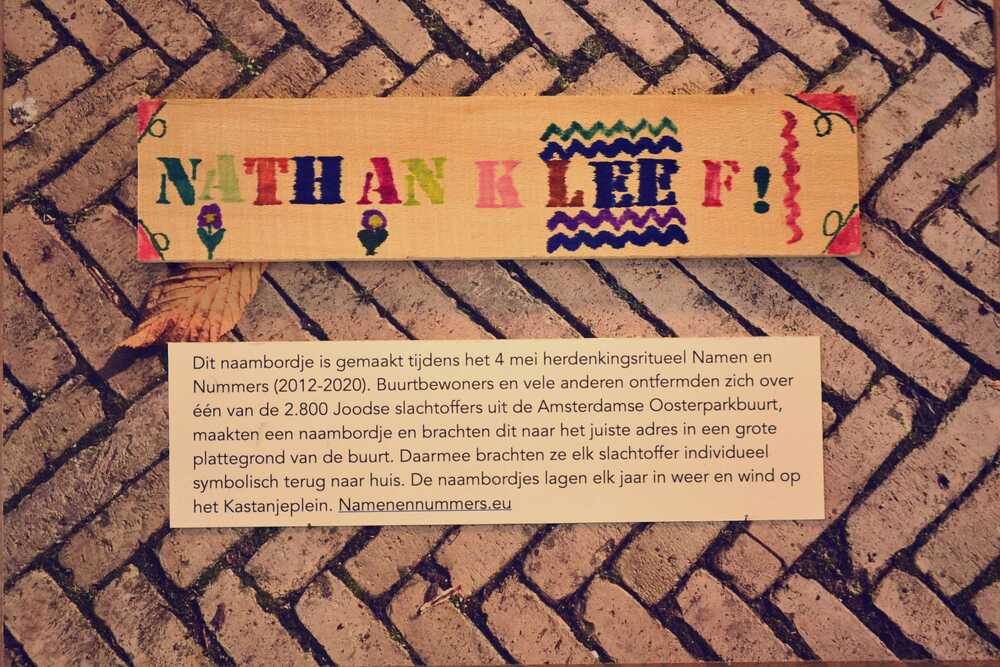 NATHAN K LEE F!
Dit naambordje is gemaakt tijdens het 4 mei herdenkingsritueel Namen en
Nummers (2012-2020). Buurtbewoners en vele anderen ontfermden zich over
één van de 2.800 Joodse slachtoffers uit de Amsterdamse Oosterparkbuurt,
maakten een naambordje en brachten dit naar het juiste adres in een grote
plattegrond van de buurt. Daarmee brachten ze elk slachtoffer individueel
symbolisch terug naar huis. De naambordjes lagen elk jaar in weer en wind op
het Kastanjeplein. Namenennummers.eu